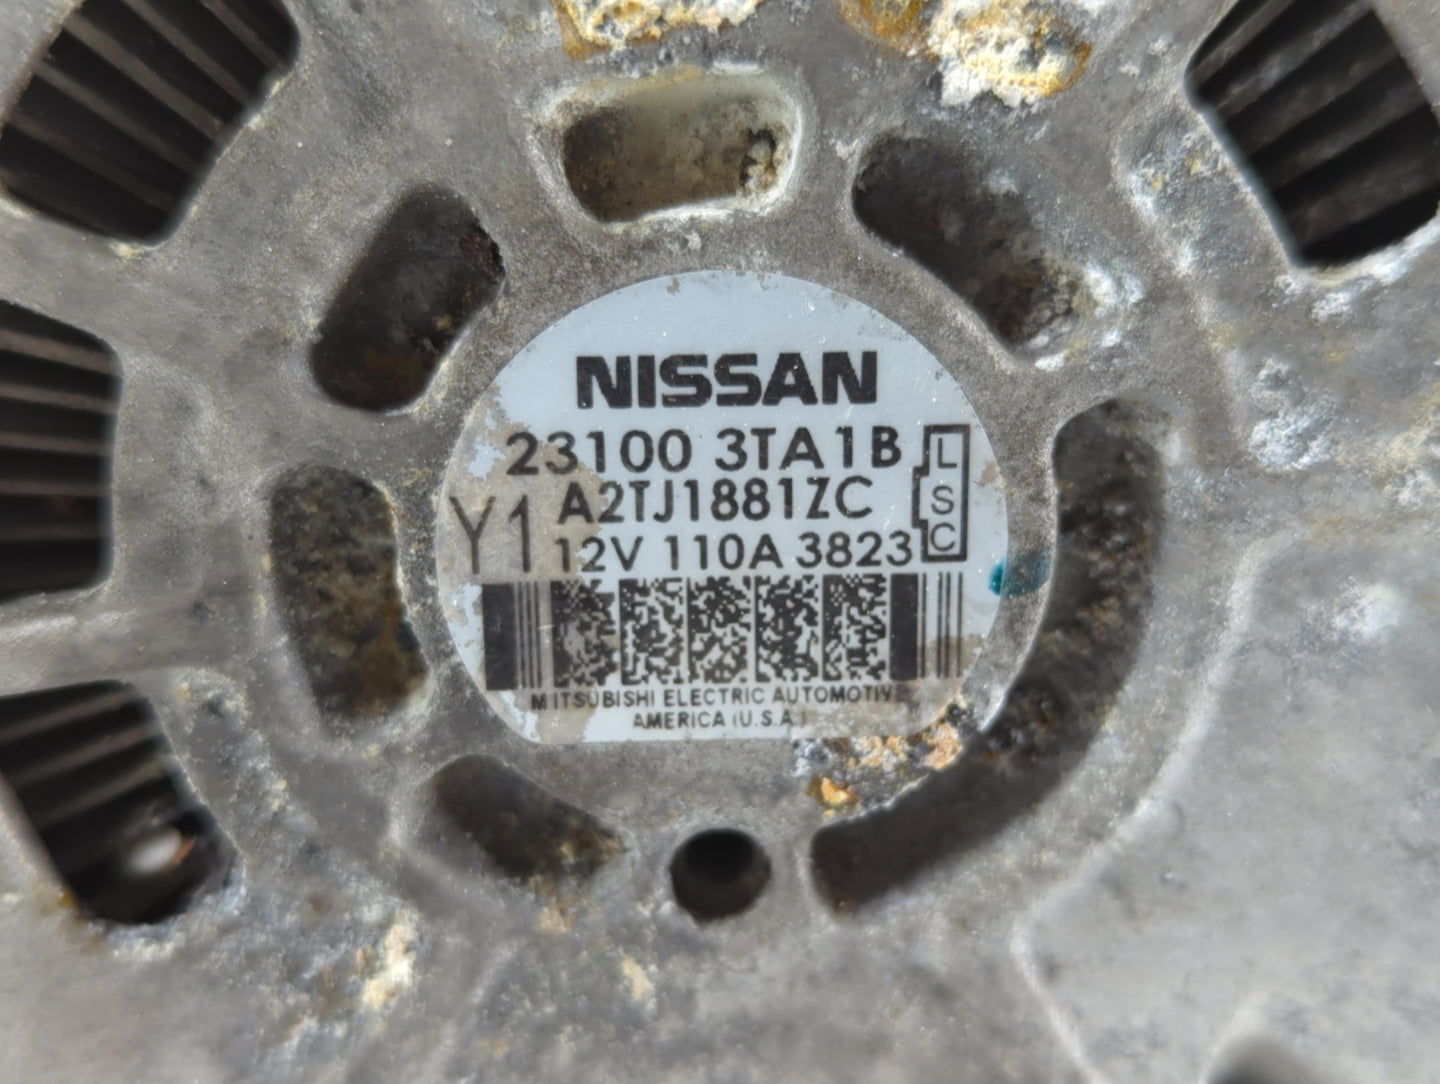 NISSAN
23100 3TA1B
L
S
C
Y1
A2TJ1881ZC
12V 110A 3823
MITSUBISHI ELECTRIC AUTOMOTIVE
AMERICA (U.S.A.)